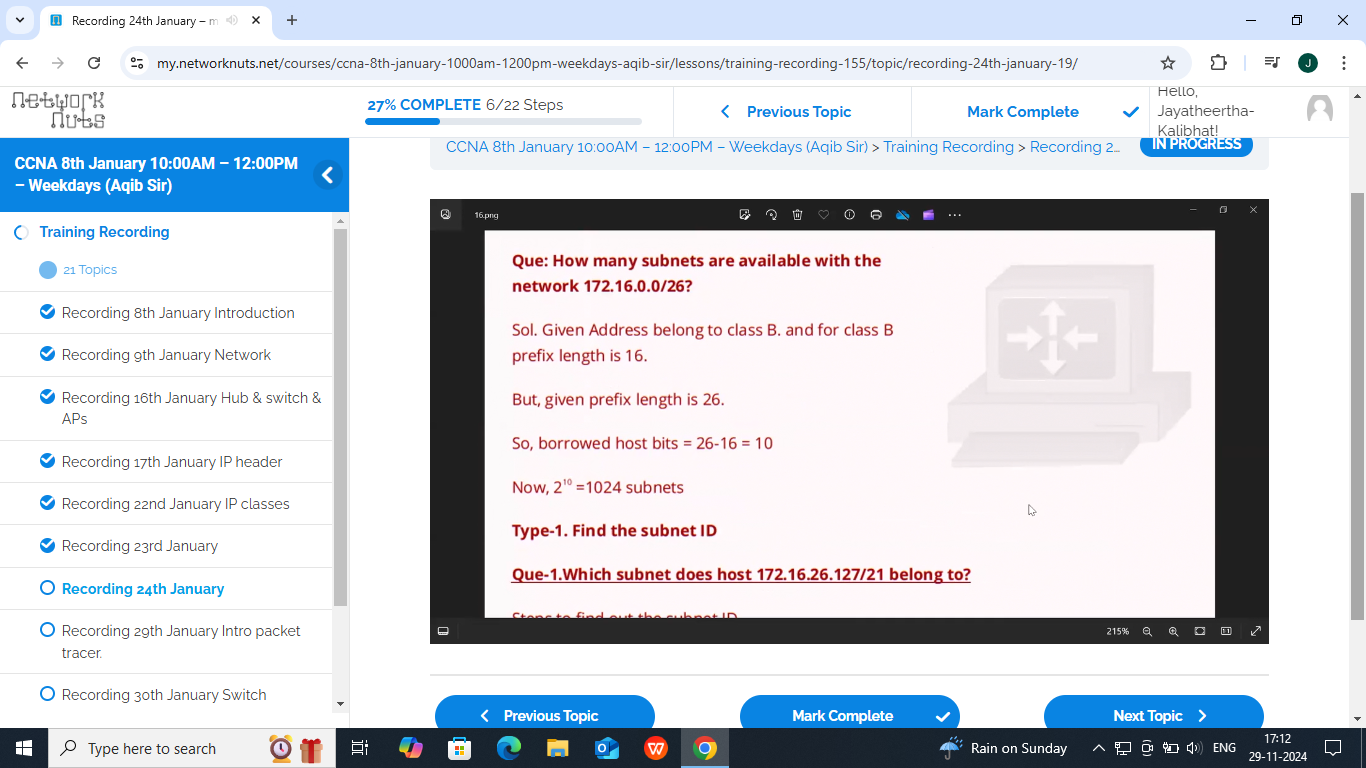 Recording 24th January – m
my.networknuts.net/courses/ccna-8th-january-1000am-1200pm-weekdays-aqib-sir/lessons/training-recording-155/topic/recording-24th-january-19/
J
Network
Nuts
27% COMPLETE 6/22 Steps
Previous Topic
Mark Complete
Hello,
Jayatheertha-
Kalibhat!
CCNA 8th January 10:00AM – 12:00PM
– Weekdays (Aqib Sir)
CCNA 8th January 10:00AM – 12:00PM – Weekdays (Aqib Sir) > Training Recording > Recording 2...
IN PROGRESS
Training Recording
21 Topics
Recording 8th January Introduction
Recording 9th January Network
Recording 16th January Hub & switch &
APs
Recording 17th January IP header
Recording 22nd January IP classes
Recording 23rd January
Recording 24th January
Recording 29th January Intro packet
tracer.
Recording 30th January Switch
16.png
Que: How many subnets are available with the
network 172.16.0.0/26?
Sol. Given Address belong to class B. and for class B
prefix length is 16.
But, given prefix length is 26.
So, borrowed host bits = 26-16 = 10
Now, 2¹⁰ =1024 subnets
Type-1. Find the subnet ID
Que-1.Which subnet does host 172.16.26.127/21 belong to?
Steps to find out the subnet ID
215%
Previous Topic
Mark Complete
Next Topic
Type here to search
Rain on Sunday
ENG
17:12
29-11-2024